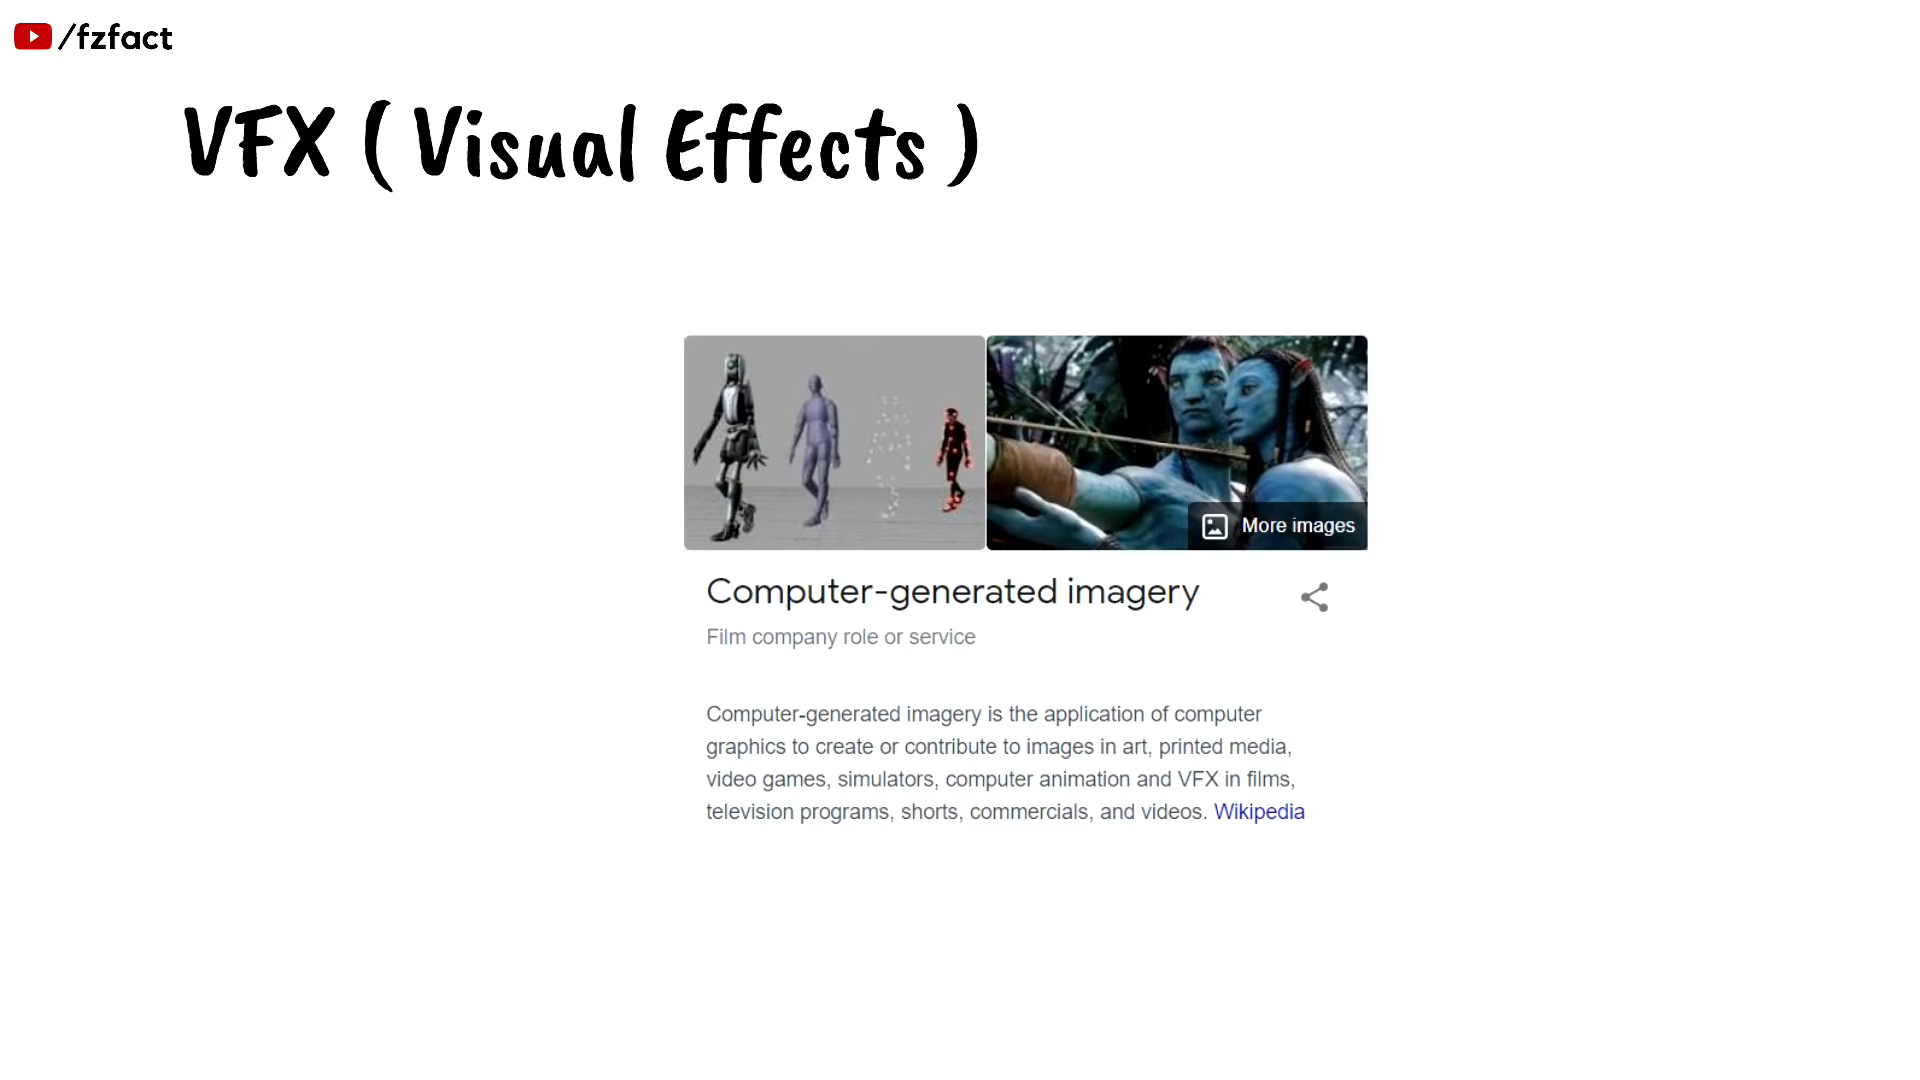 /fzfact
VFX ( Visual Effects )
More images
Computer-generated imagery
Film company role or service
Computer-generated imagery is the application of computer
graphics to create or contribute to images in art, printed media,
video games, simulators, computer animation and VFX in films,
television programs, shorts, commercials, and videos. Wikipedia